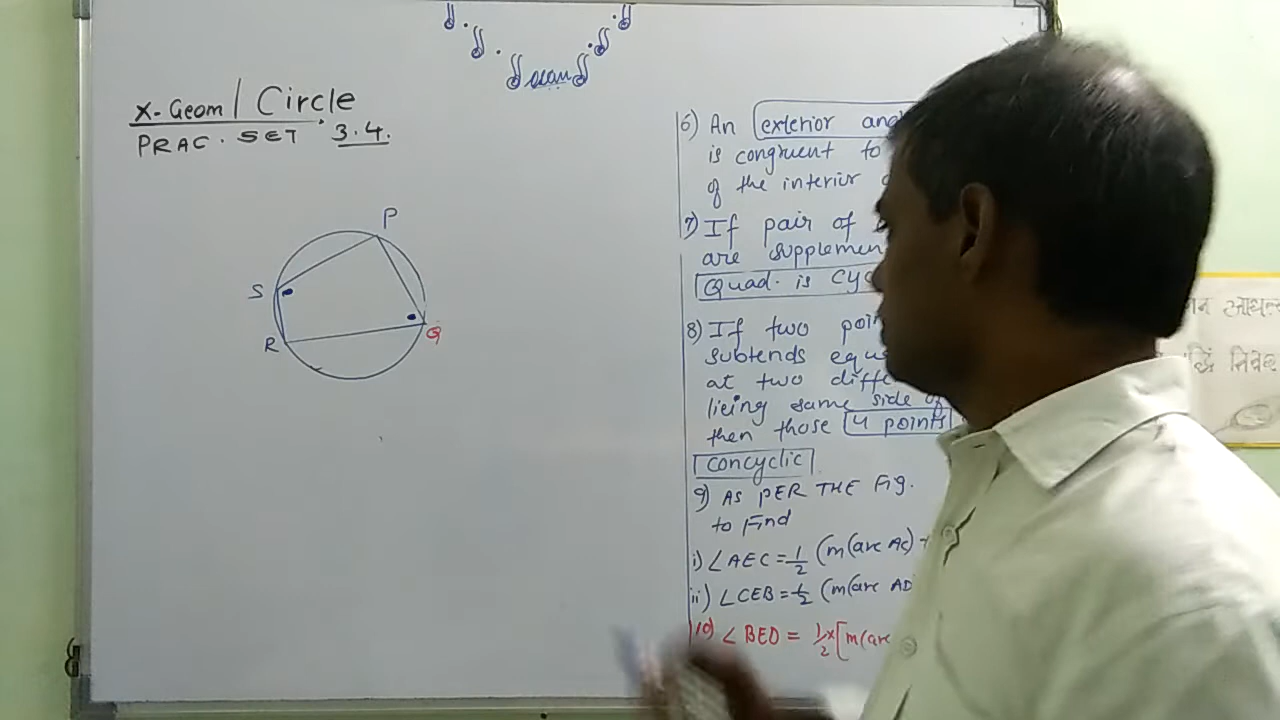 X-Geom | Circle
PRAC. SET 3.4.
P
S
R
Q
6) An exterior
is congruent to
of the interior
7) If pair of
are supplemen
Quad. is Cyc
8) If two poin
subtends equ
at two diffe
lieing same side of
then those 4 points
concyclic
9) AS PER THE Fig.
to Find
i) ∠AEC = 1/2 (m(arc AC) +
ii) ∠CEB = 1/2 (m(arc AD
10) ∠BED = 1/2 x [m(arc